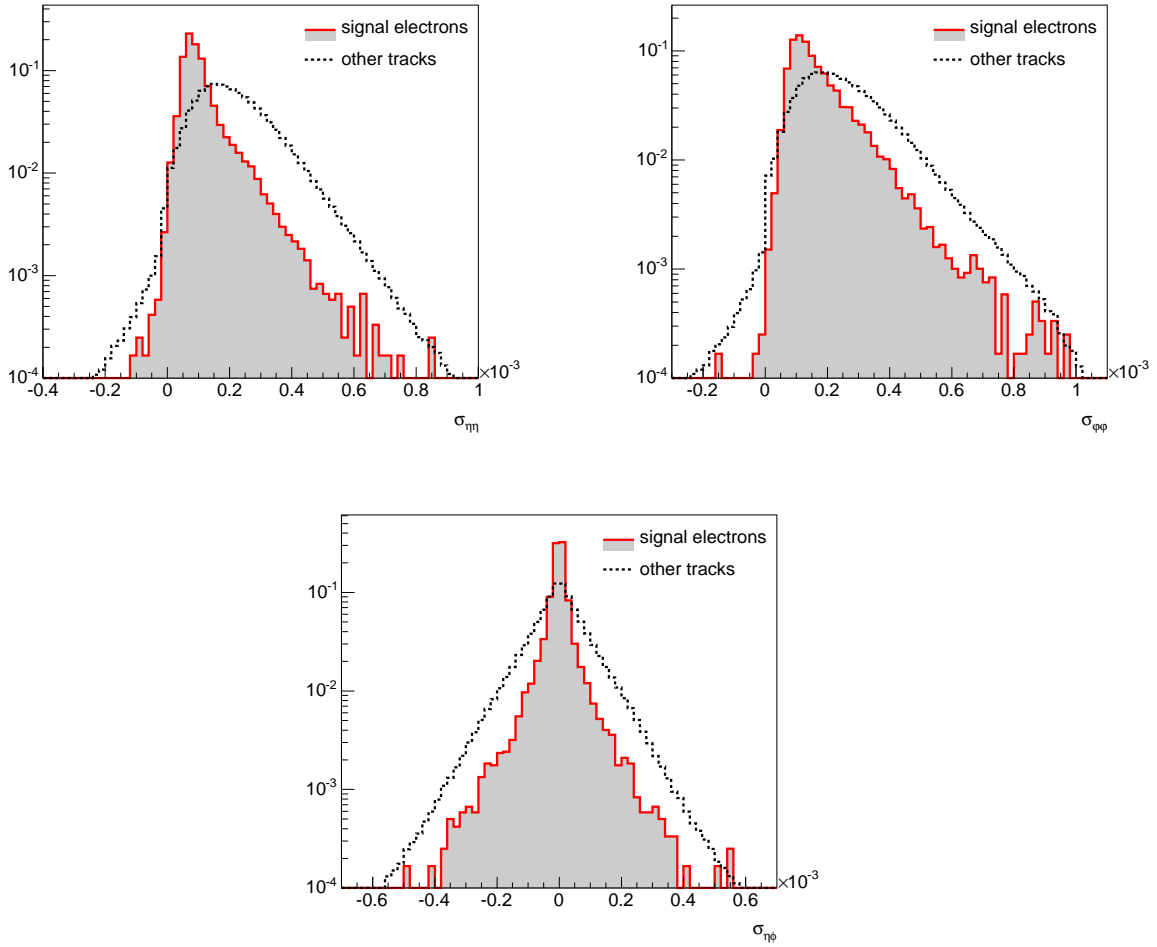 signal electrons
other tracks
10⁻¹
10⁻²
10⁻³
10⁻⁴
-0.4 -0.2 0 0.2 0.4 0.6 0.8 1
×10⁻³
σηη
signal electrons
other tracks
10⁻¹
10⁻²
10⁻³
10⁻⁴
-0.2 0 0.2 0.4 0.6 0.8 1
×10⁻³
σφφ
signal electrons
other tracks
10⁻¹
10⁻²
10⁻³
10⁻⁴
-0.6 -0.4 -0.2 0 0.2 0.4 0.6
×10⁻³
σηϕ